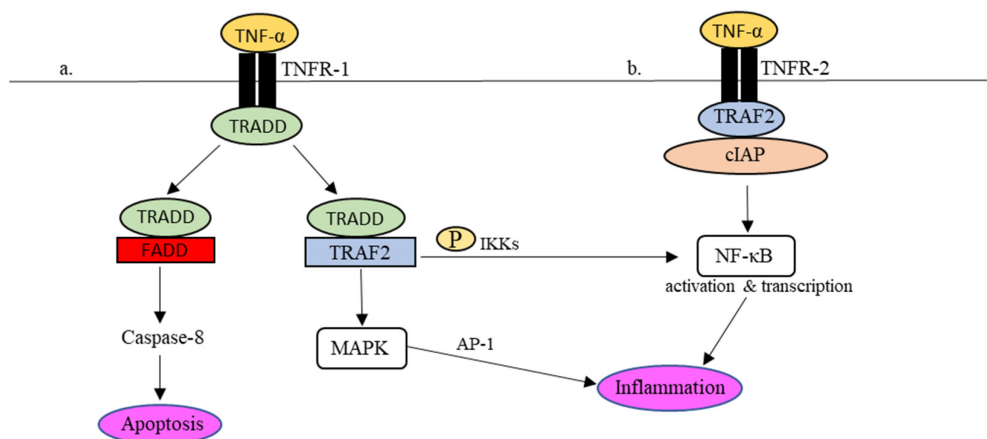 TNF-α
TNF-α
a.
TNFR-1
b.
TNFR-2
TRADD
TRAF2
cIAP
TRADD
TRADD
FADD
TRAF2
P IKKs
NF-κB
activation & transcription
Caspase-8
MAPK
AP-1
Inflammation
Apoptosis